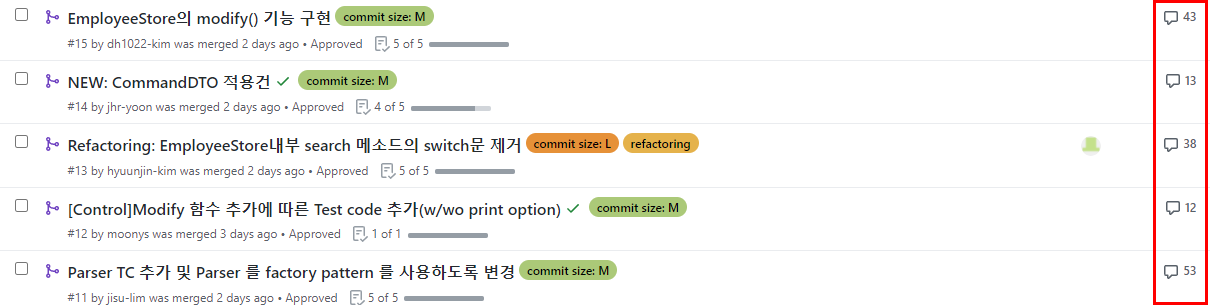 EmployeeStore의 modify() 기능 구현 commit size: M 43
#15 by dh1022-kim was merged 2 days ago • Approved 5 of 5
NEW: CommandDTO 적용건 commit size: M 13
#14 by jhr-yoon was merged 2 days ago • Approved 4 of 5
Refactoring: EmployeeStore내부 search 메소드의 switch문 제거 commit size: L refactoring 38
#13 by hyuunjin-kim was merged 2 days ago • Approved 5 of 5
[Control]Modify 함수 추가에 따른 Test code 추가(w/wo print option) commit size: M 12
#12 by moonys was merged 3 days ago • Approved 1 of 1
Parser TC 추가 및 Parser 를 factory pattern 를 사용하도록 변경 commit size: M 53
#11 by jisu-lim was merged 2 days ago • Approved 5 of 5